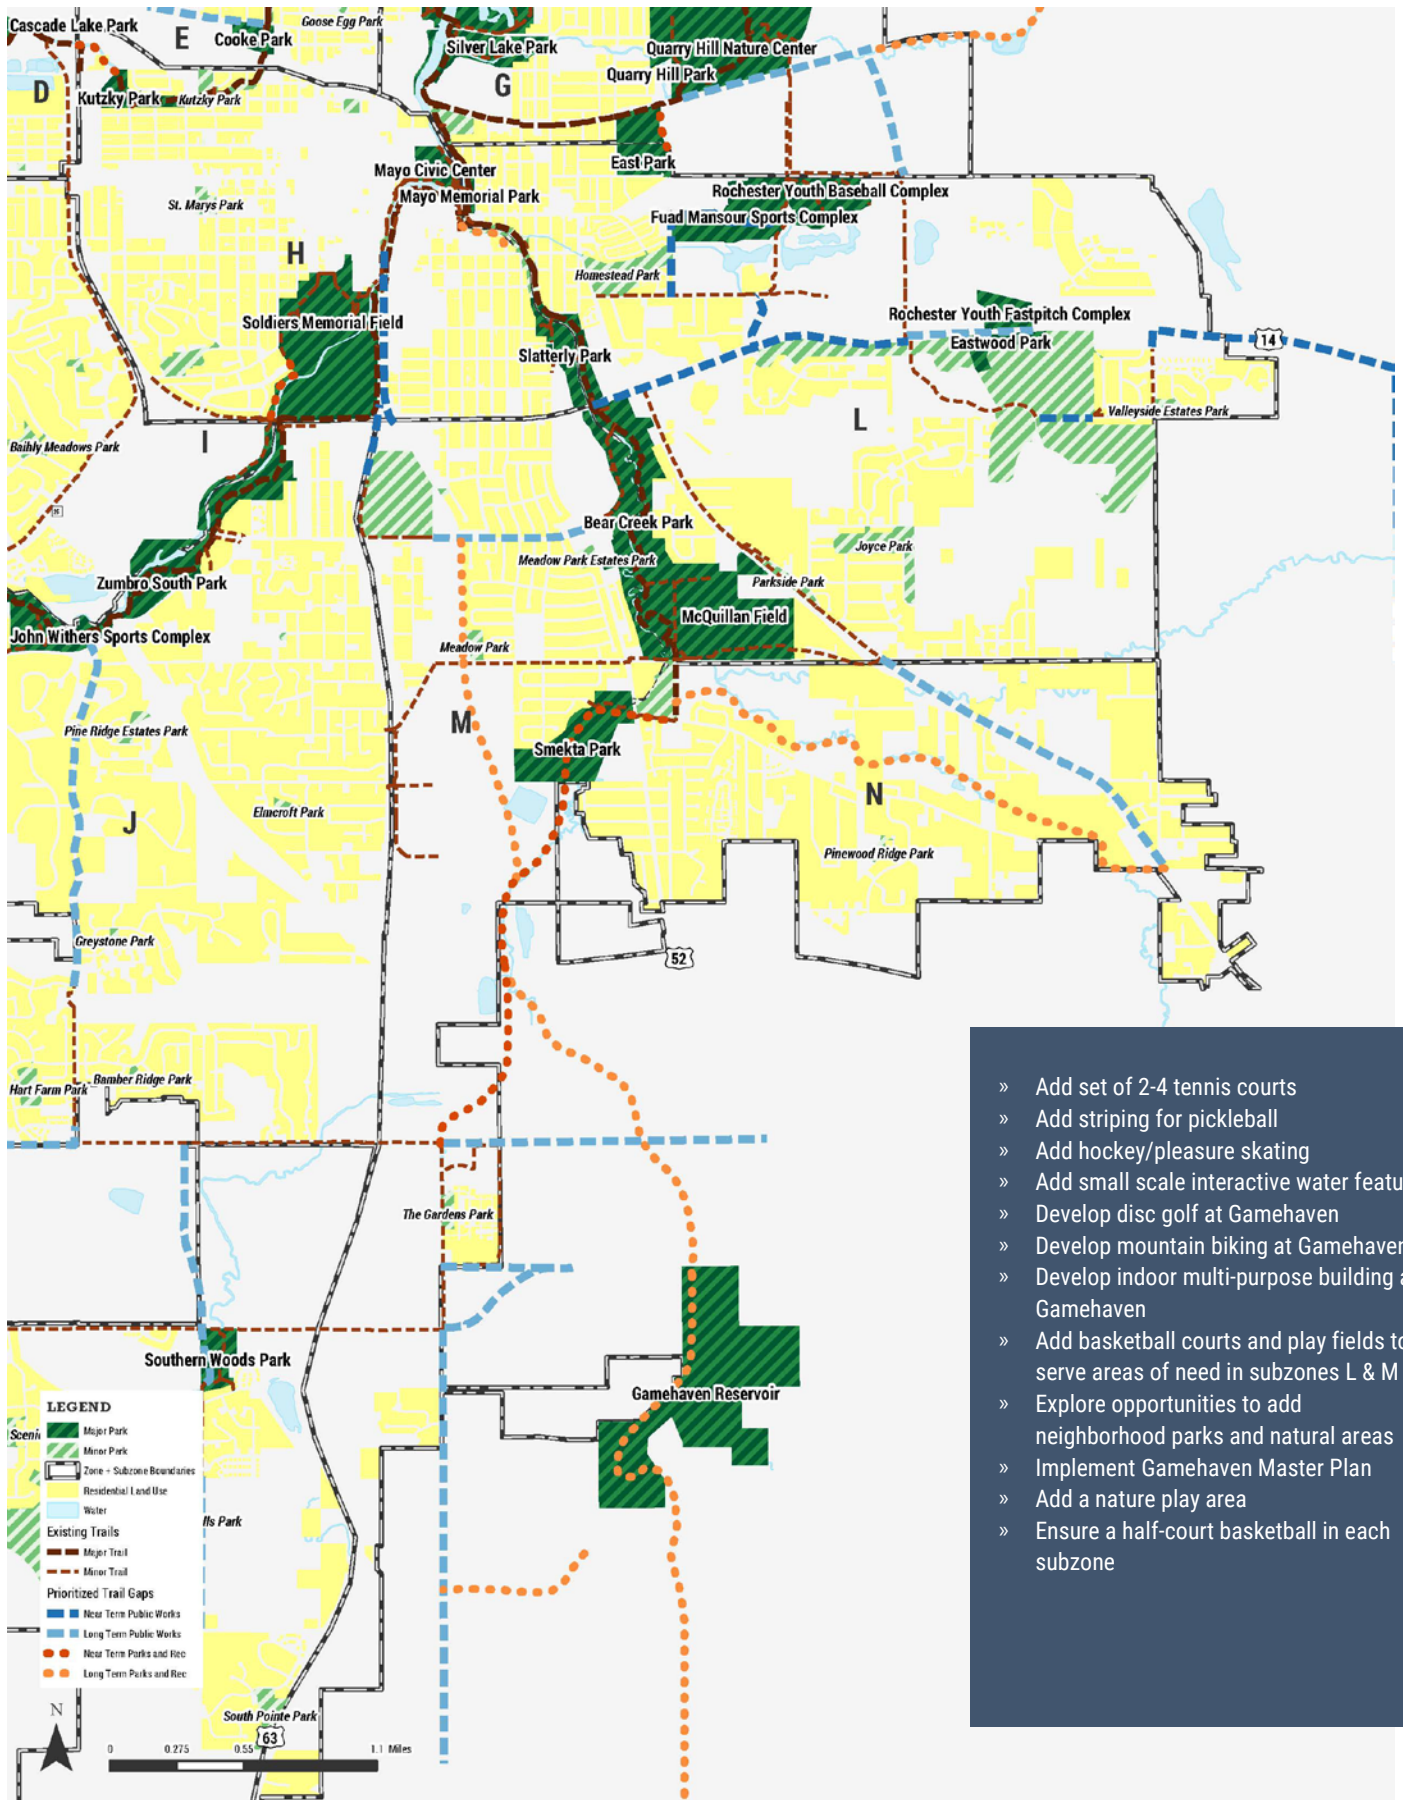 Cascade Lake Park
E
Cooke Park
Goose Egg Park
Silver Lake Park
Quarry Hill Nature Center
Quarry Hill Park
G
D
Kutzky Park
Kutzky Park
East Park
Mayo Civic Center
Mayo Memorial Park
Rochester Youth Baseball Complex
Fuad Mansour Sports Complex
St. Marys Park
H
Homestead Park
Soldiers Memorial Field
Rochester Youth Fastpitch Complex
Eastwood Park
14
Slatterly Park
Valleyside Estates Park
L
I
Baihly Meadows Park
Bear Creek Park
Joyce Park
Meadow Park Estates Park
Parkside Park
Zumbro South Park
McQuillan Field
John Withers Sports Complex
Meadow Park
Pine Ridge Estates Park
M
Smekta Park
N
Elmcroft Park
J
Pinewood Ridge Park
Greystone Park
52
Hart Farm Park
Bamber Ridge Park
The Gardens Park
Southern Woods Park
Gamehaven Reservoir
Scenic
lls Park
South Pointe Park
63
LEGEND
Major Park
Minor Park
Zone + Subzone Boundaries
Residential Land Use
Water
Existing Trails
Major Trail
Minor Trail
Prioritized Trail Gaps
Near Term Public Works
Long Term Public Works
Near Term Parks and Rec
Long Term Parks and Rec
N
0 0.275 0.55 1.1 Miles
» Add set of 2-4 tennis courts
» Add striping for pickleball
» Add hockey/pleasure skating
» Add small scale interactive water featu
» Develop disc golf at Gamehaven
» Develop mountain biking at Gamehaven
» Develop indoor multi-purpose building a
Gamehaven
» Add basketball courts and play fields to
serve areas of need in subzones L & M
» Explore opportunities to add
neighborhood parks and natural areas
» Implement Gamehaven Master Plan
» Add a nature play area
» Ensure a half-court basketball in each
subzone